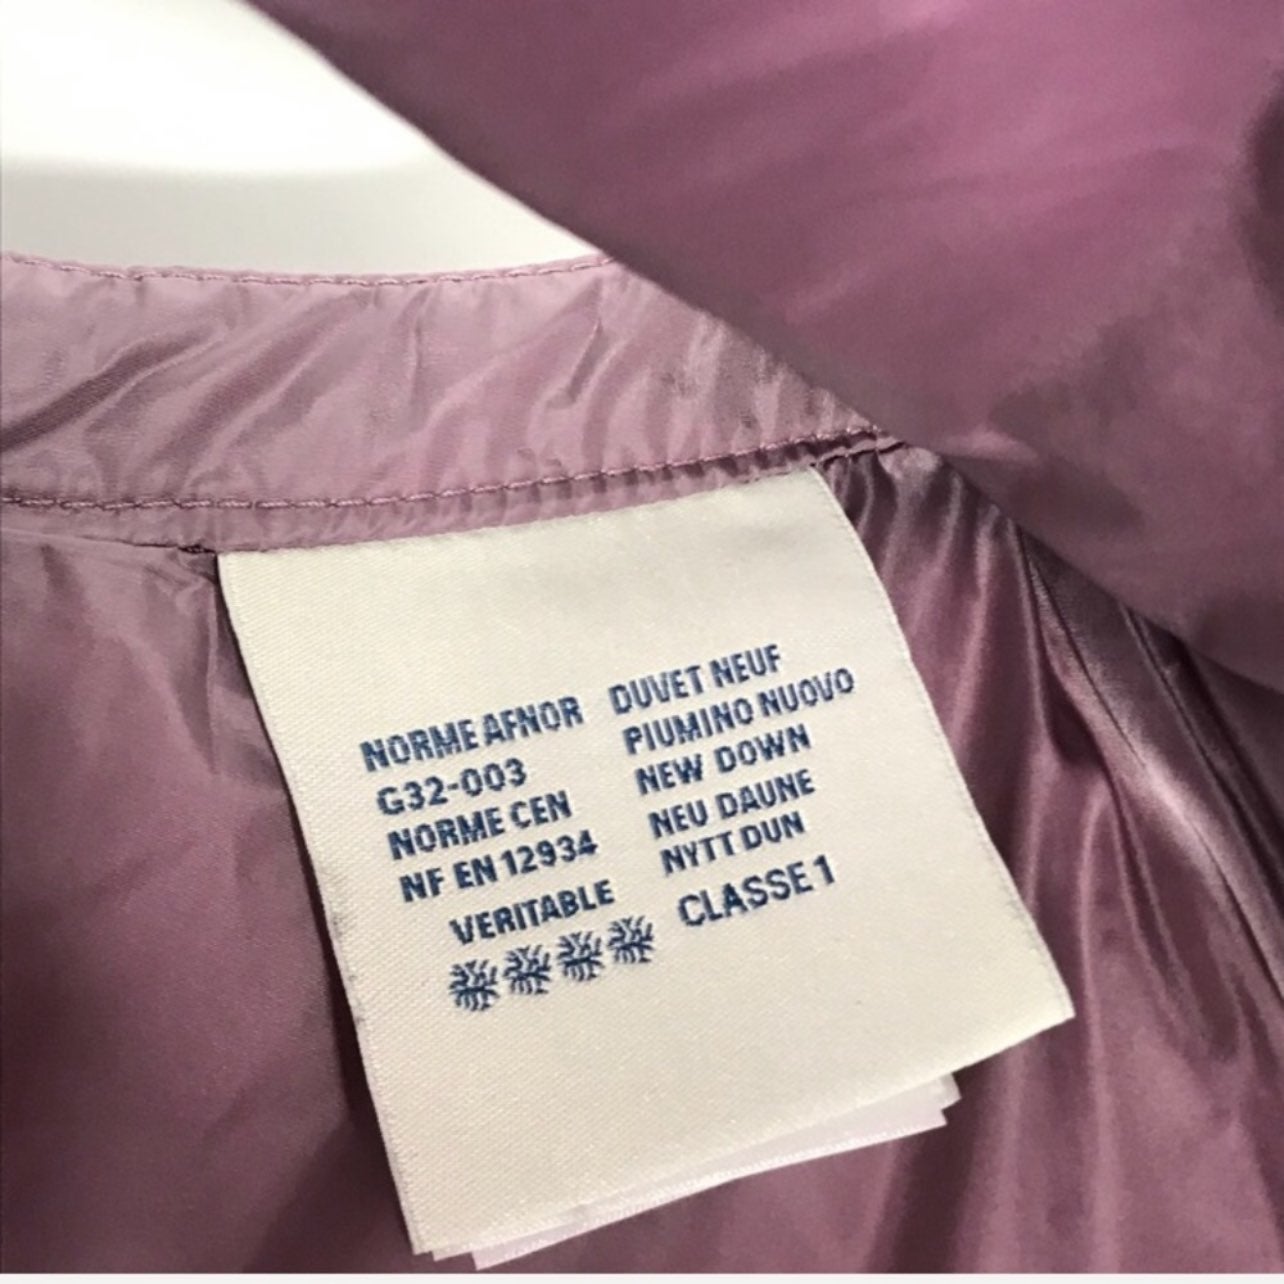 NORME AFNOR
G32-003
NORME CEN
NF EN 12934
VERITABLE
DUVET NEUF
PIUMINO NUOVO
NEW DOWN
NEU DAUNE
NYTT DUN
CLASSE 1